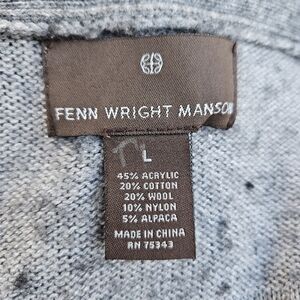 FENN WRIGHT MANSON
L
45% ACRYLIC
20% COTTON
20% WOOL
10% NYLON
5% ALPACA
MADE IN CHINA
RN 75343